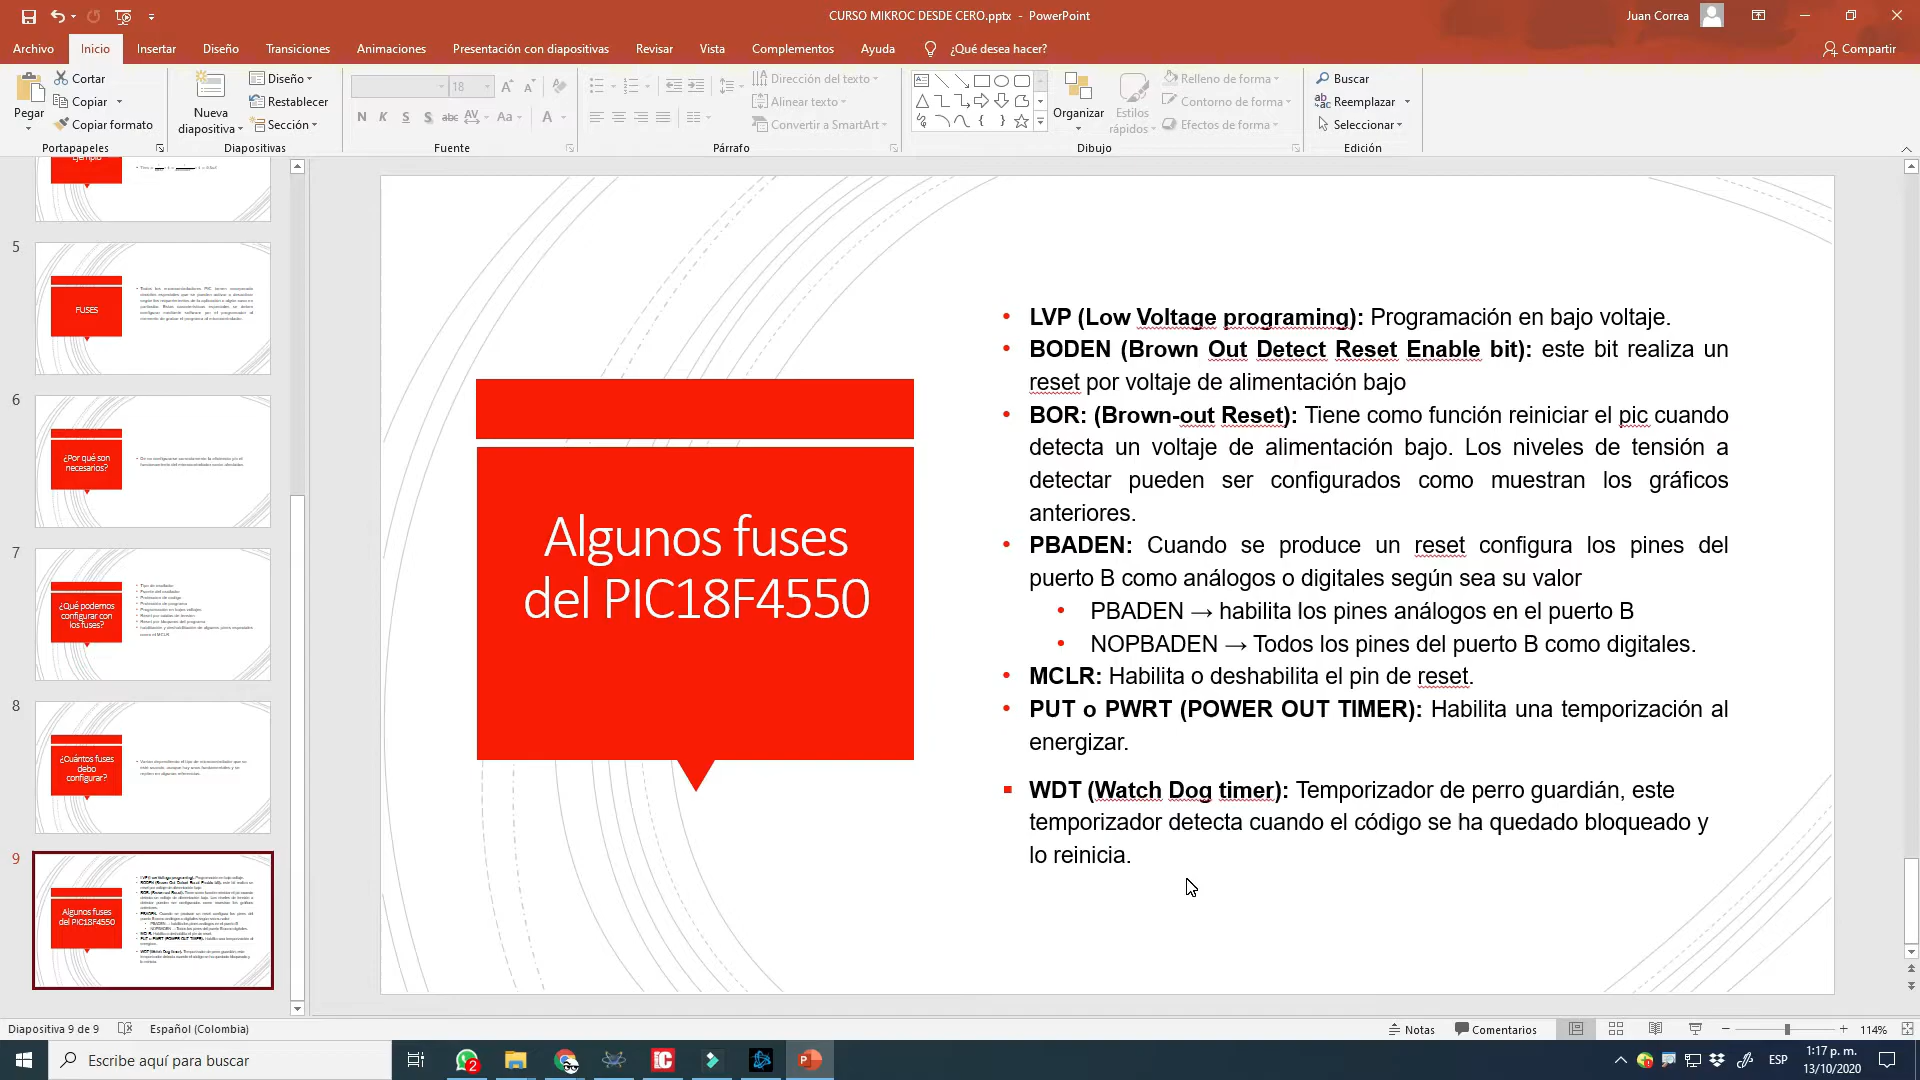 CURSO MIKROC DESDE CERO.pptx - PowerPoint
Juan Correa
Archivo Inicio Insertar Diseño Transiciones Animaciones Presentación con diapositivas Revisar Vista Complementos Ayuda ¿Qué desea hacer? Compartir
Pegar
Cortar
Copiar
Copiar formato
Portapapeles
Nueva diapositiva
Diseño
Restablecer
Sección
Diapositivas
18
N K S S abc AV Aa A
Fuente
Dirección del texto
Alinear texto
Convertir a SmartArt
Párrafo
Organizar
Estilos rápidos
Relleno de forma
Contorno de forma
Efectos de forma
Dibujo
Buscar
Reemplazar
Seleccionar
Edición
Ejemplo
5
FUSES
6
¿Por qué son
necesarios?
7
¿Qué podemos
configurar con
los fuses?
8
¿Cuántos fuses
debo
configurar?
9
Algunos fuses
del PIC18F4550
Algunos fuses
del PIC18F4550
• LVP (Low Voltage programing): Programación en bajo voltaje.
• BODEN (Brown Out Detect Reset Enable bit): este bit realiza un
reset por voltaje de alimentación bajo
• BOR: (Brown-out Reset): Tiene como función reiniciar el pic cuando
detecta un voltaje de alimentación bajo. Los niveles de tensión a
detectar pueden ser configurados como muestran los gráficos
anteriores.
• PBADEN: Cuando se produce un reset configura los pines del
puerto B como análogos o digitales según sea su valor
• PBADEN → habilita los pines análogos en el puerto B
• NOPBADEN → Todos los pines del puerto B como digitales.
• MCLR: Habilita o deshabilita el pin de reset.
• PUT o PWRT (POWER OUT TIMER): Habilita una temporización al
energizar.
▪ WDT (Watch Dog timer): Temporizador de perro guardián, este
temporizador detecta cuando el código se ha quedado bloqueado y
lo reinicia.
Diapositiva 9 de 9 Español (Colombia) Notas Comentarios 114%
Escribe aquí para buscar
2
ESP
1:17 p. m.
13/10/2020